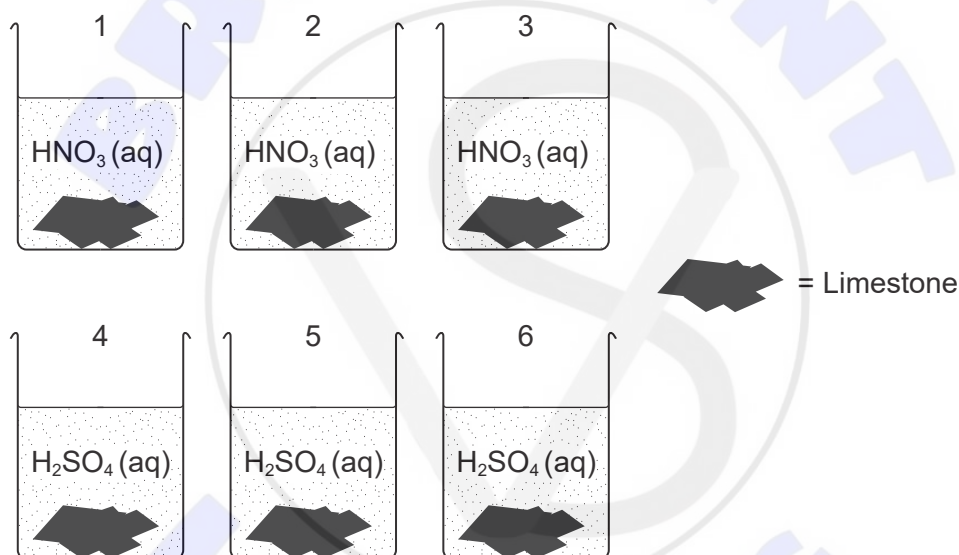 1 2 3
HNO₃ (aq) HNO₃ (aq) HNO₃ (aq)
= Limestone
4 5 6
H₂SO₄ (aq) H₂SO₄ (aq) H₂SO₄ (aq)